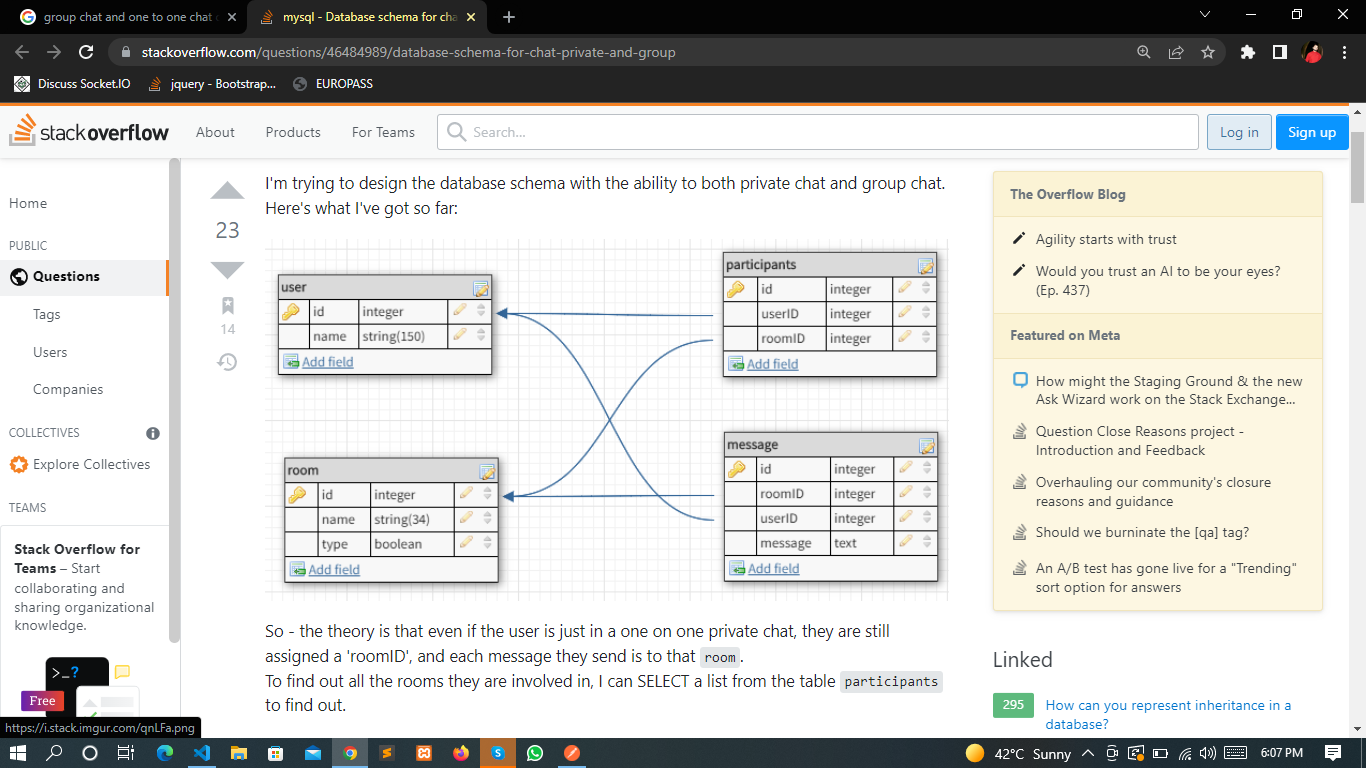 group chat and one to one chat
mysql - Database schema for cha
stackoverflow.com/questions/46484989/database-schema-for-chat-private-and-group
Discuss Socket.IO
jquery - Bootstrap...
EUROPASS
stackoverflow
About
Products
For Teams
Search...
Log in
Sign up
Home
PUBLIC
Questions
Tags
Users
Companies
COLLECTIVES
Explore Collectives
TEAMS
Stack Overflow for
Teams – Start
collaborating and
sharing organizational
knowledge.
>_?
Free
https://i.stack.imgur.com/qnLFa.png
23
14
I'm trying to design the database schema with the ability to both private chat and group chat.
Here's what I've got so far:
user
id integer
name string(150)
Add field
participants
id integer
userID integer
roomID integer
Add field
room
id integer
name string(34)
type boolean
Add field
message
id integer
roomID integer
userID integer
message text
Add field
So - the theory is that even if the user is just in a one on one private chat, they are still
assigned a 'roomID', and each message they send is to that room.
To find out all the rooms they are involved in, I can SELECT a list from the table participants
to find out.
The Overflow Blog
Agility starts with trust
Would you trust an AI to be your eyes?
(Ep. 437)
Featured on Meta
How might the Staging Ground & the new
Ask Wizard work on the Stack Exchange...
Question Close Reasons project -
Introduction and Feedback
Overhauling our community's closure
reasons and guidance
Should we burninate the [qa] tag?
An A/B test has gone live for a "Trending"
sort option for answers
Linked
295
How can you represent inheritance in a
database?
42°C Sunny
6:07 PM